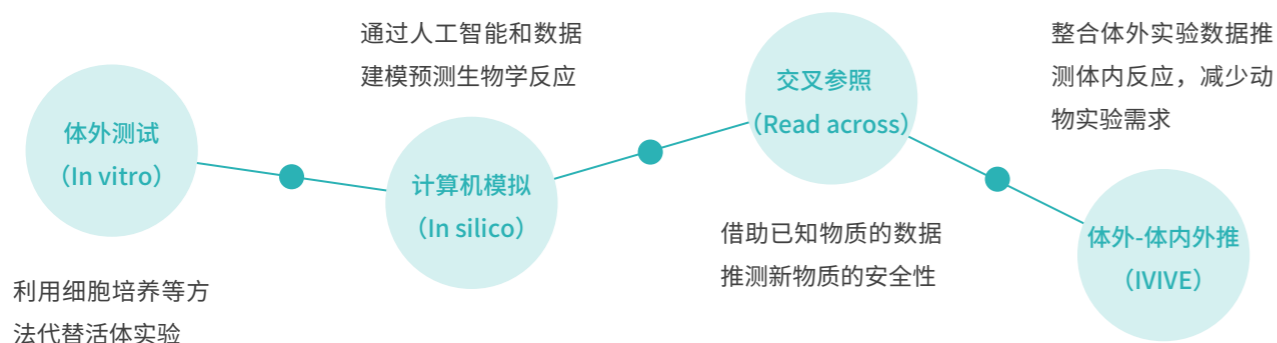 体外测试
（In vitro）
利用细胞培养等方
法代替活体实验
通过人工智能和数据
建模预测生物学反应
计算机模拟
（In silico）
交叉参照
（Read across）
借助已知物质的数据
推测新物质的安全性
整合体外实验数据推
测体内反应，减少动
物实验需求
体外-体内外推
（IVIVE）